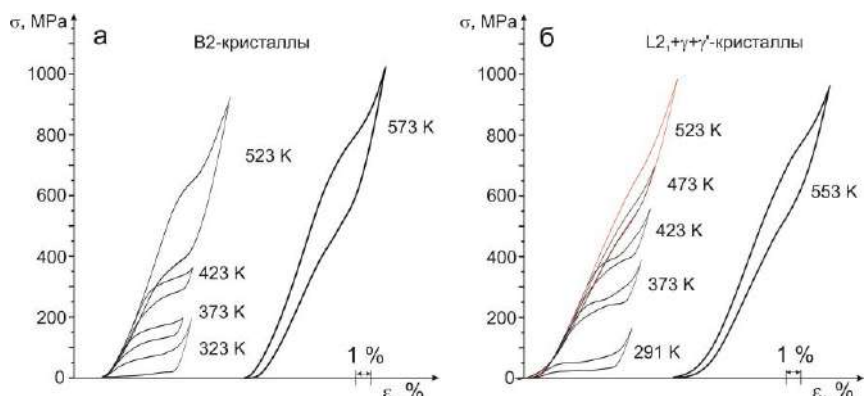 σ, MPa
а
В2-кристаллы
1000
800
600
400
200
0
573 K
523 K
423 K
373 K
323 K
1 %
ε, %
σ, MPa
б
L2₁+γ+γ'-кристаллы
1000
800
600
400
200
0
523 K
473 K
423 K
553 K
373 K
291 K
1 %
ε, %